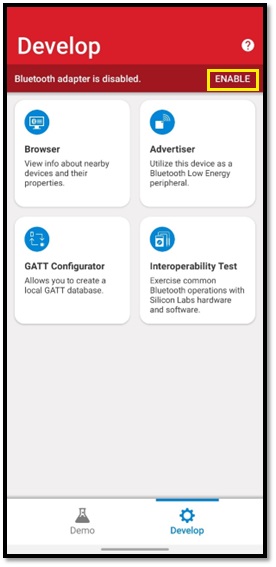 Develop
?
Bluetooth adapter is disabled. ENABLE
Browser
View info about nearby
devices and their
properties.
Advertiser
Utilize this device as a
Bluetooth Low Energy
peripheral.
GATT Configurator
Allows you to create a
local GATT database.
Interoperability Test
Exercise common
Bluetooth operations with
Silicon Labs hardware
and software.
Demo
Develop